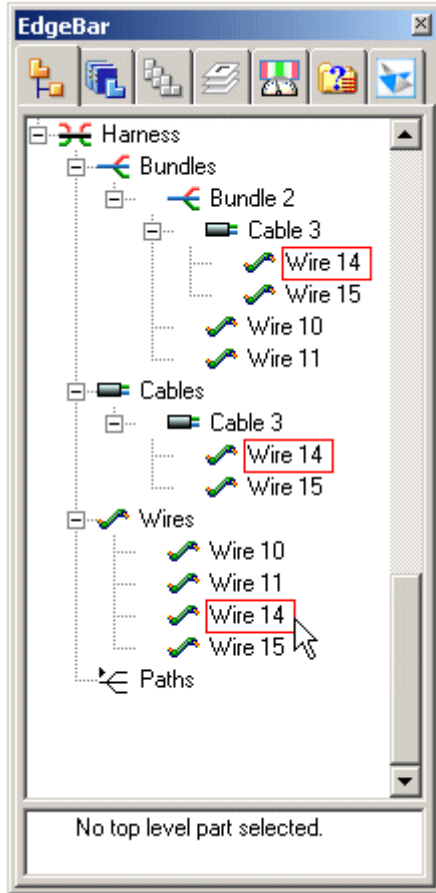 EdgeBar
Harness
Bundles
Bundle 2
Cable 3
Wire 14
Wire 15
Wire 10
Wire 11
Cables
Cable 3
Wire 14
Wire 15
Wires
Wire 10
Wire 11
Wire 14
Wire 15
Paths
No top level part selected.